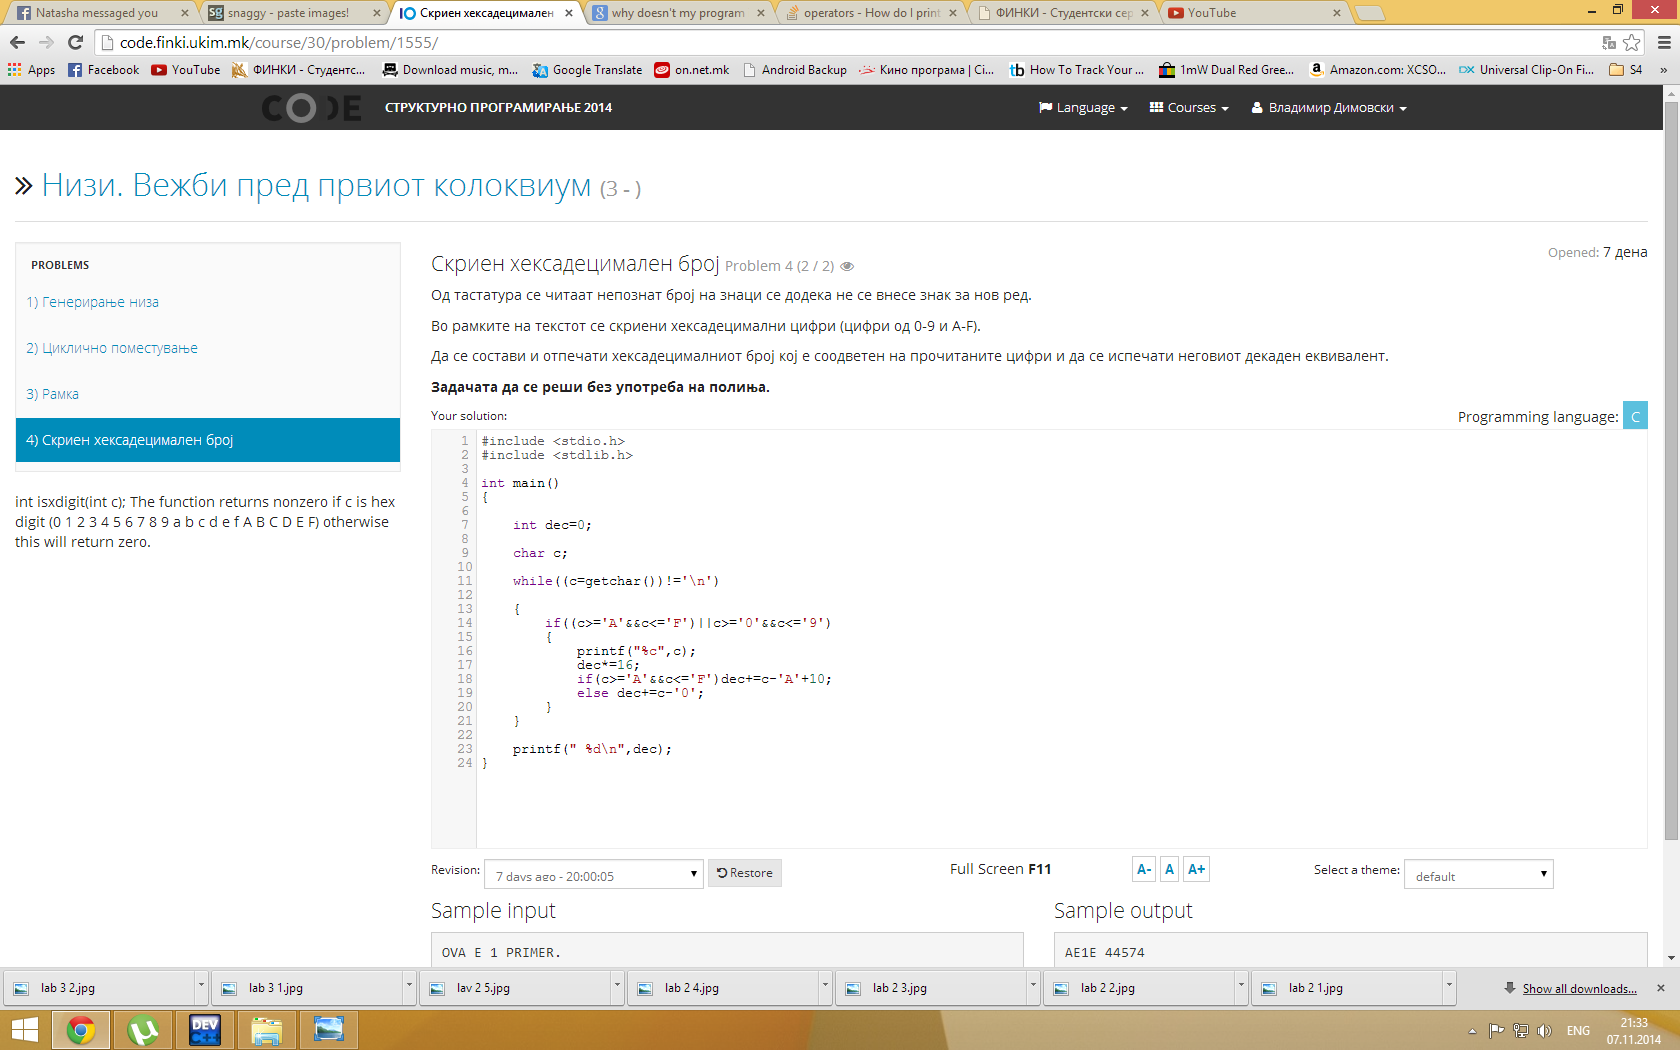 Natasha messaged you
snaggy - paste images!
Скриен хексадецимален
why doesn't my program
operators - How do I print
ФИНКИ - Студентски сер
YouTube
code.finki.ukim.mk/course/30/problem/1555/
Apps
Facebook
YouTube
ФИНКИ - Студентс...
Download music, m...
Google Translate
on.net.mk
Android Backup
Кино програма | Ci...
How To Track Your ...
1mW Dual Red Gree...
Amazon.com: XCSO...
Universal Clip-On Fi...
S4
»
CODE
СТРУКТУРНО ПРОГРАМИРАЊЕ 2014
Language
Courses
Владимир Димовски
Низи. Вежби пред првиот колоквиум (3 - )
PROBLEMS
1) Генерирање низа
2) Циклично поместување
3) Рамка
4) Скриен хексадецимален број
int isxdigit(int c); The function returns nonzero if c is hex
digit (0 1 2 3 4 5 6 7 8 9 a b c d e f A B C D E F) otherwise
this will return zero.
Opened: 7 дена
Скриен хексадецимален број Problem 4 (2 / 2)
Од тастатура се читаат непознат број на знаци се додека не се внесе знак за нов ред.
Во рамките на текстот се скриени хексадецимални цифри (цифри од 0-9 и A-F).
Да се состави и отпечати хексадецималниот број кој е соодветен на прочитаните цифри и да се испечати неговиот декаден еквивалент.
Задачата да се реши без употреба на полиња.
Your solution:
Programming language: C
1 #include <stdio.h>
2 #include <stdlib.h>
3
4 int main()
5 {
6
7 int dec=0;
8
9 char c;
10
11 while((c=getchar())!='\n')
12
13 {
14 if((c>='A'&&c<='F')||c>='0'&&c<='9')
15 {
16 printf("%c",c);
17 dec*=16;
18 if(c>='A'&&c<='F')dec+=c-'A'+10;
19 else dec+=c-'0';
20 }
21 }
22
23 printf(" %d\n",dec);
24 }
Revision: 7 days ago - 20:00:05 Restore
Full Screen F11
A- A A+
Select a theme: default
Sample input
OVA E 1 PRIMER.
Sample output
AE1E 44574
lab 3 2.jpg
lab 3 1.jpg
lav 2 5.jpg
lab 2 4.jpg
lab 2 3.jpg
lab 2 2.jpg
lab 2 1.jpg
Show all downloads...
DEV C++
ENG
21:33
07.11.2014